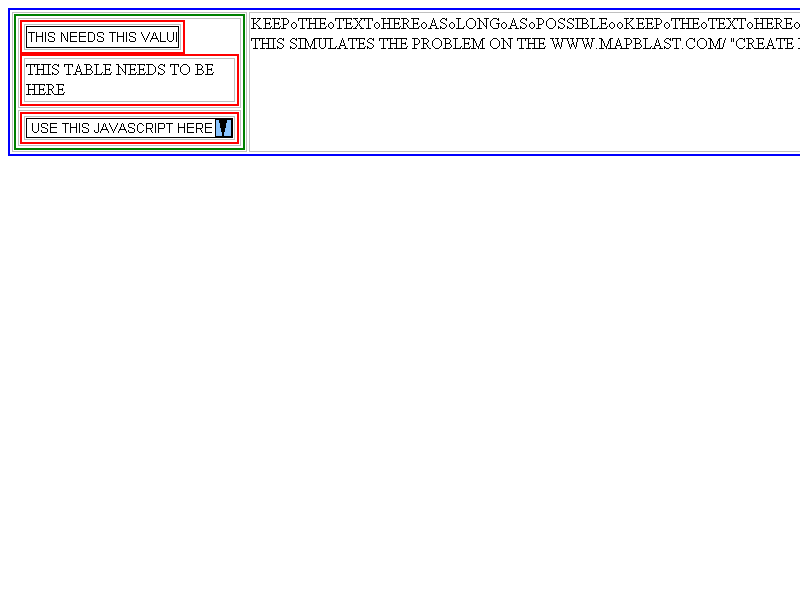 THIS NEEDS THIS VALUI
THIS TABLE NEEDS TO BE
HERE
USE THIS JAVASCRIPT HERE
KEEPoTHEoTEXToHEREoASoLONGoASoPOSSIBLEooKEEPoTHEoTEXToHEREo
THIS SIMULATES THE PROBLEM ON THE WWW.MAPBLAST.COM/ "CREATE